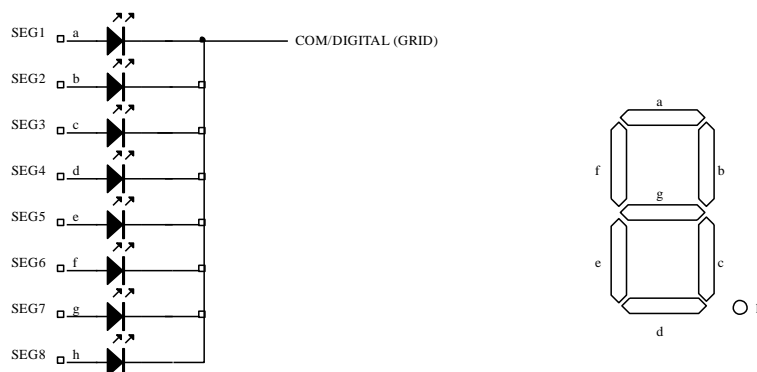 SEG1 a COM/DIGITAL (GRID)
SEG2 b
SEG3 c
SEG4 d
SEG5 e
SEG6 f
SEG7 g
SEG8 h
a
f b
g
e c
d